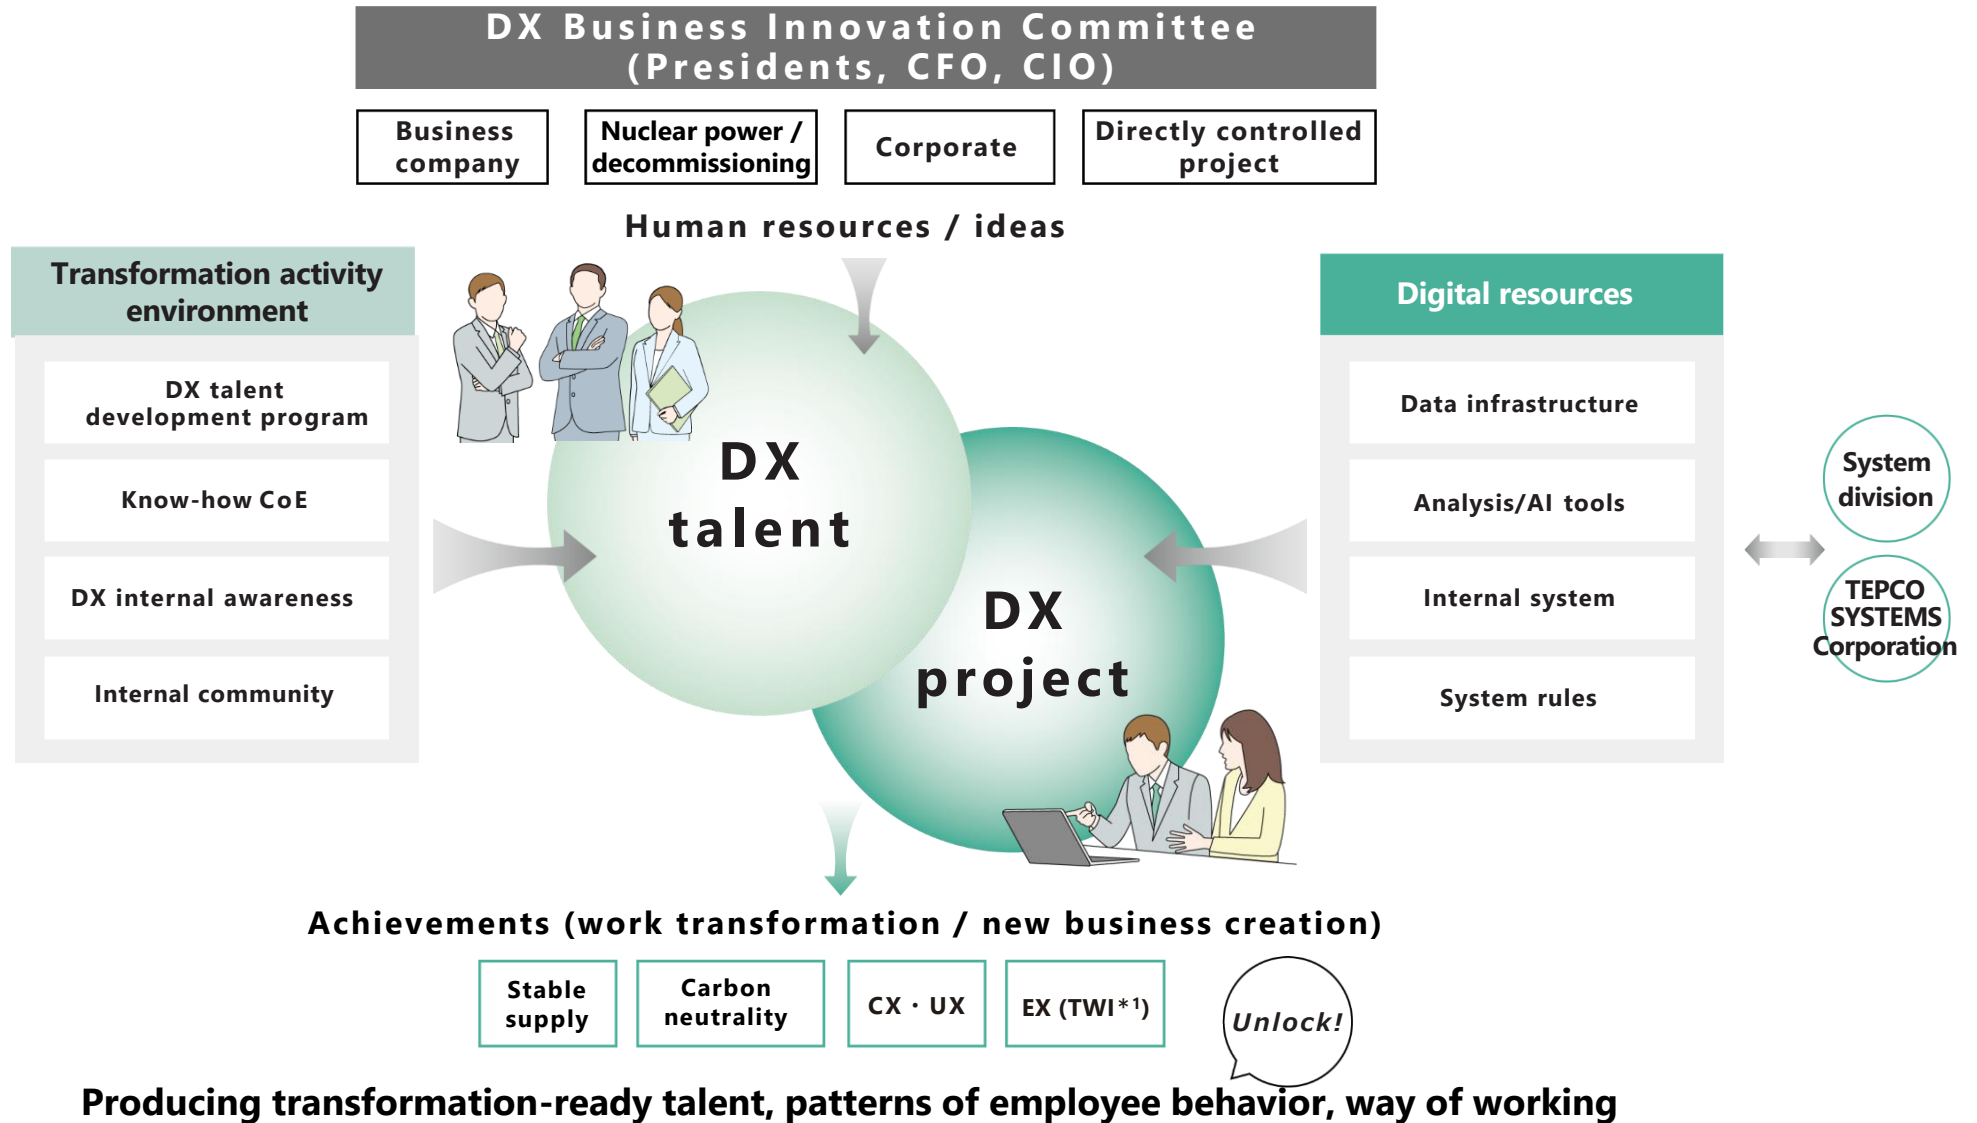 DX Business Innovation Committee
(Presidents, CFO, CIO)
Business
company
Nuclear power /
decommissioning
Corporate
Directly controlled
project
Human resources / ideas
Transformation activity
environment
DX talent
development program
Know-how CoE
DX internal awareness
Internal community
DX
talent
DX
project
Digital resources
Data infrastructure
Analysis/AI tools
Internal system
System rules
System
division
TEPCO
SYSTEMS
Corporation
Achievements (work transformation / new business creation)
Stable
supply
Carbon
neutrality
CX・UX
EX (TWI*¹)
Unlock!
Producing transformation-ready talent, patterns of employee behavior, way of working